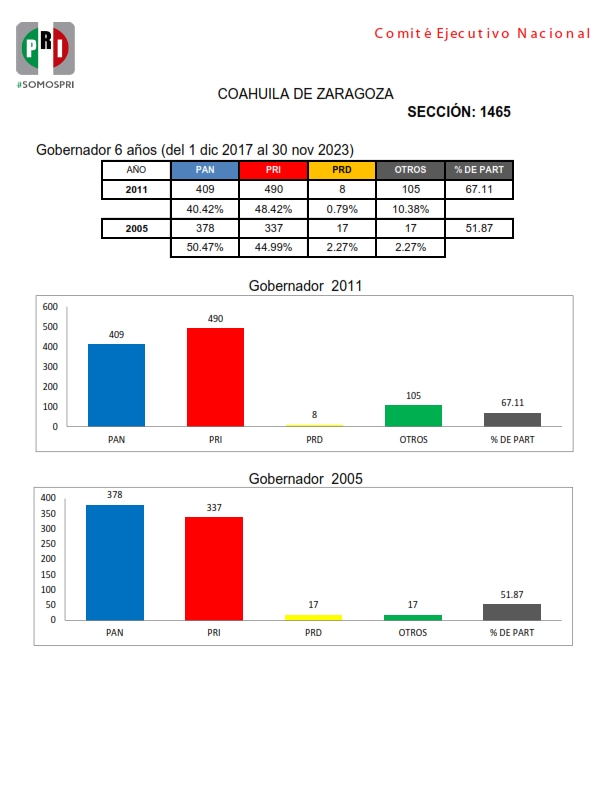 Comité Ejecutivo Nacional
PRI
#SOMOSPRI
COAHUILA DE ZARAGOZA
SECCIÓN: 1465
Gobernador 6 años (del 1 dic 2017 al 30 nov 2023)
AÑO PAN PRI PRD OTROS % DE PART
2011 409 490 8 105 67.11
40.42% 48.42% 0.79% 10.38%
2005 378 337 17 17 51.87
50.47% 44.99% 2.27% 2.27%
Gobernador 2011
600
500
400
300
200
100
0
409
490
8
105
67.11
PAN PRI PRD OTROS % DE PART
Gobernador 2005
400
350
300
250
200
150
100
50
0
378
337
17
17
51.87
PAN PRI PRD OTROS % DE PART